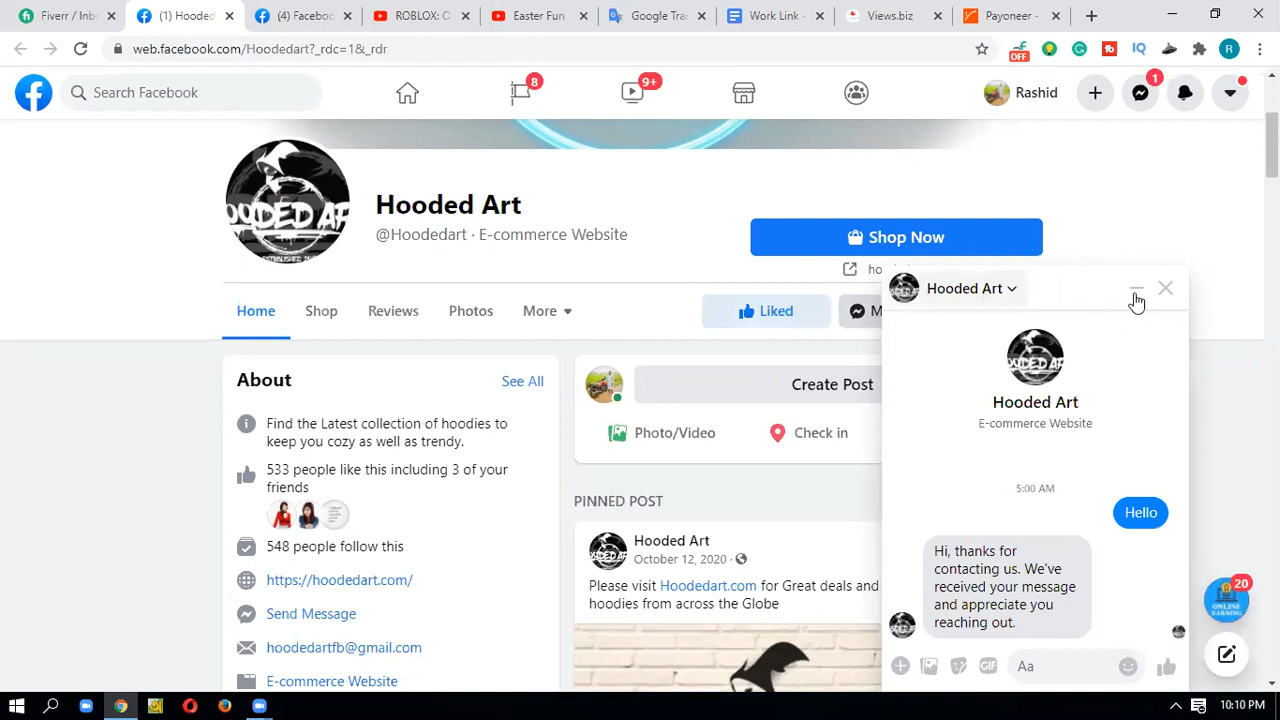 Fiverr / Inb
(1) Hooded
(4) Faceboo
ROBLOX: O
Easter Fun
Google Tra
Work Link -
Views.biz
Payoneer -
web.facebook.com/Hoodedart?_rdc=1&_rdr
OFF
IQ
R
Search Facebook
8
9+
Rashid
1
Hooded Art
@Hoodedart · E-commerce Website
Shop Now
Home
Shop
Reviews
Photos
More
Liked
M
Hooded Art
About
See All
Find the Latest collection of hoodies to
keep you cozy as well as trendy.
533 people like this including 3 of your
friends
548 people follow this
https://hoodedart.com/
Send Message
hoodedartfb@gmail.com
E-commerce Website
Create Post
Photo/Video
Check in
PINNED POST
Hooded Art
October 12, 2020 ·
Please visit Hoodedart.com for Great deals and
hoodies from across the Globe
Hooded Art
E-commerce Website
5:00 AM
Hello
Hi, thanks for
contacting us. We've
received your message
and appreciate you
reaching out.
GIF
Aa
20
ONLINE
EARNING
10:10 PM